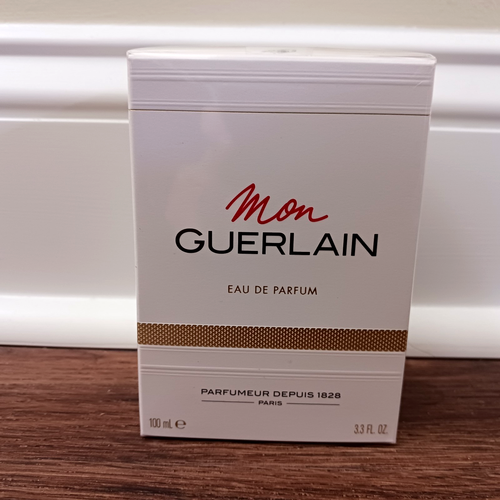 Mon
GUERLAIN
EAU DE PARFUM
PARFUMEUR DEPUIS 1828
PARIS
100 mL ℮
3.3 FL. OZ.